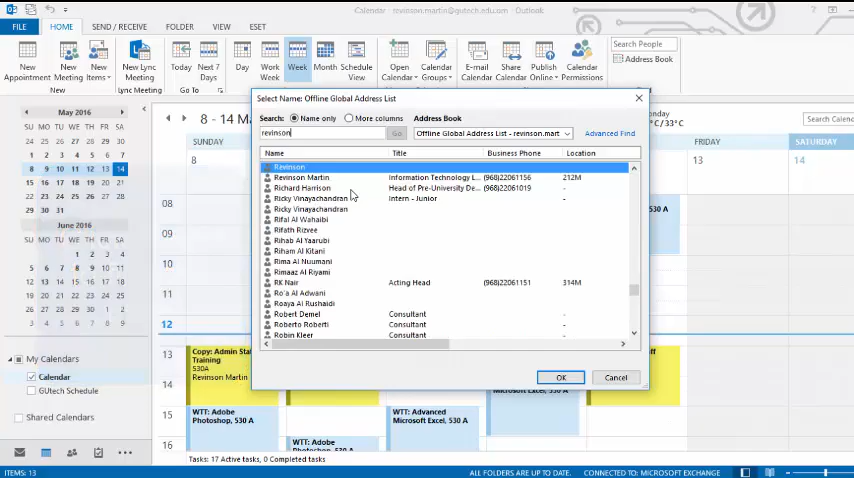 Calendar - revinson.martin@gutech.edu.om - Outlook
FILE HOME SEND / RECEIVE FOLDER VIEW ESET
New Appointment
New Meeting
New Items
New Lync Meeting
Today
Next 7 Days
Day
Work Week
Week
Month
Schedule View
Open Calendar
Calendar Groups
E-mail Calendar
Share Calendar
Publish Online
Calendar Permissions
Search People
Address Book
New
Lync Meeting
Go To
Find
May 2016
SU MO TU WE TH FR SA
24 25 26 27 28 29 30
1 2 3 4 5 6 7
8 9 10 11 12 13 14
15 16 17 18 19 20 21
22 23 24 25 26 27 28
29 30 31
June 2016
SU MO TU WE TH FR SA
1 2 3 4
5 6 7 8 9 10 11
12 13 14 15 16 17 18
19 20 21 22 23 24 25
26 27 28 29 30 1 2
3 4 5 6 7 8 9
My Calendars
Calendar
GUtech Schedule
Shared Calendars
8 - 14 Ma
Search Calendar
SUNDAY FRIDAY SATURDAY
8 13 14
08
09
10
11
12
13
14
15
16
Select Name: Offline Global Address List
Search: Name only More columns Address Book
revinson Go Offline Global Address List - revinson.mart Advanced Find
Name Title Business Phone Location
Revinson
Revinson Martin Information Technology L... (968)22061156 212M
Richard Harrison Head of Pre-University De... (968)22061019 -
Ricky Vinayachandran Intern - Junior -
Ricky Vinayachandran
Rifal Al Wahaibi
Rifath Rizvee
Rihab Al Yaarubi
Riham Al Kitani
Rima Al Nuumani
Rimaaz Al Riyami
RK Nair Acting Head (968)22061151 314M
Ro'a Al Adwani
Roaya Al Rushaidi
Robert Demel Consultant -
Roberto Roberti Consultant -
Robin Kleer Consultant -
OK Cancel
530 A
Copy: Admin Sta
Training
530A
Revinson Martin
WTT: Adobe Photoshop, 530 A
WTT: Adobe
Photoshop, 530 A
WTT: Advanced Microsoft Excel, 530 A
Microsoft Excel, 530 A
Tasks: 17 Active tasks, 0 Completed tasks
ITEMS: 13
ALL FOLDERS ARE UP TO DATE. CONNECTED TO: MICROSOFT EXCHANGE